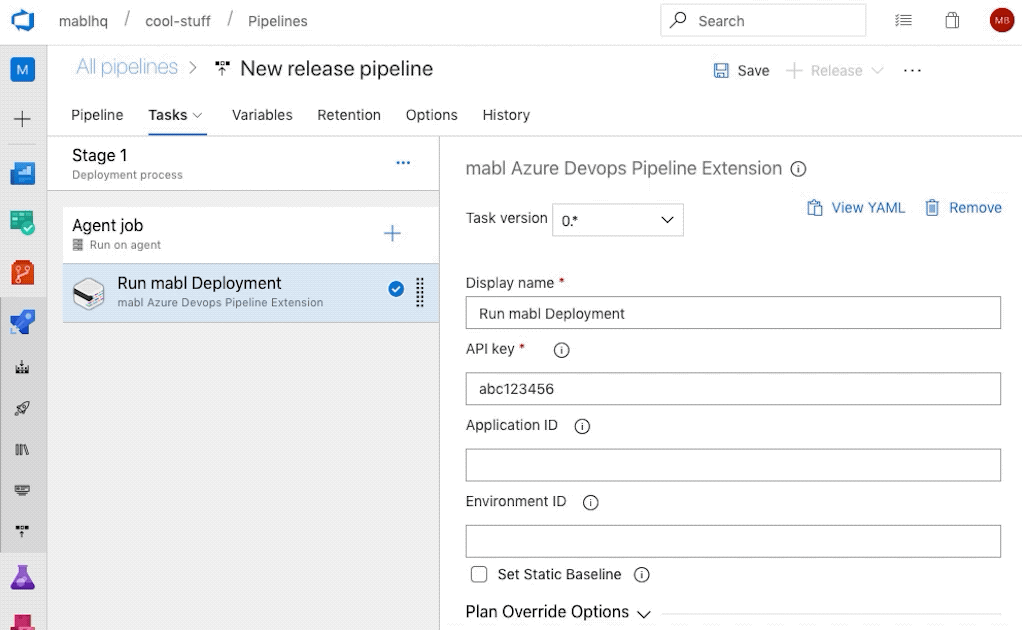 mablhq / cool-stuff / Pipelines
Search
MB
M
All pipelines > New release pipeline
Save
Release
...
Pipeline Tasks Variables Retention Options History
Stage 1
Deployment process
...
Agent job
Run on agent
Run mabl Deployment
mabl Azure Devops Pipeline Extension
mabl Azure Devops Pipeline Extension
Task version 0.*
View YAML
Remove
Display name *
Run mabl Deployment
API key *
abc123456
Application ID
Environment ID
Set Static Baseline
Plan Override Options